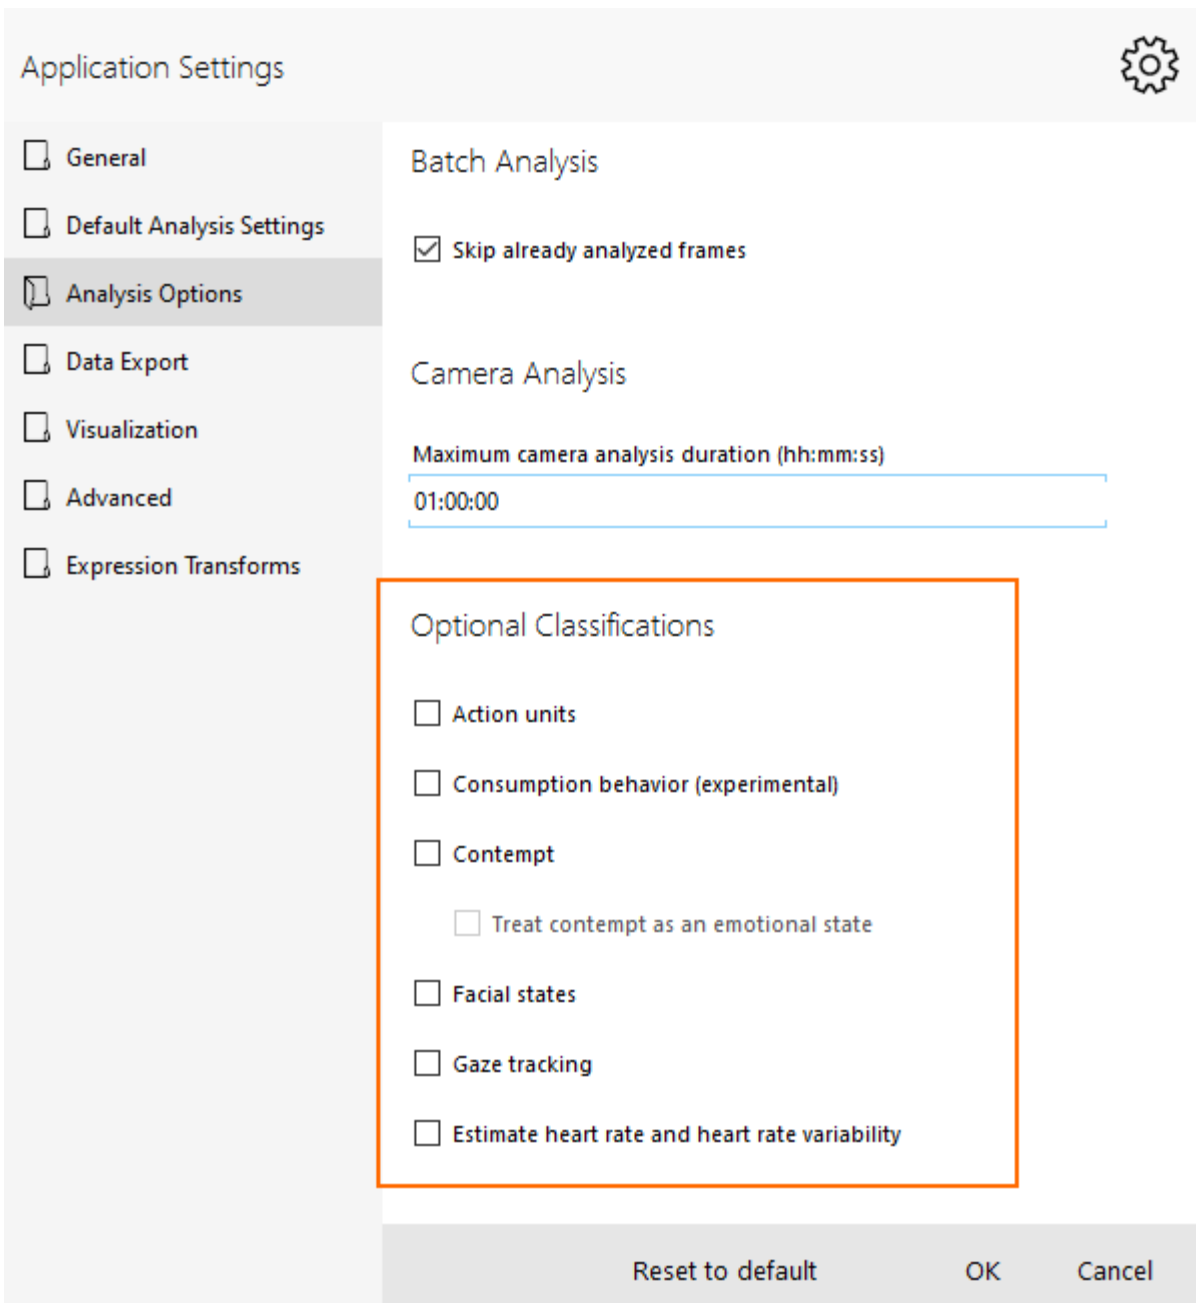 Application Settings
General
Default Analysis Settings
Analysis Options
Data Export
Visualization
Advanced
Expression Transforms
Batch Analysis
Skip already analyzed frames
Camera Analysis
Maximum camera analysis duration (hh:mm:ss)
01:00:00
Optional Classifications
Action units
Consumption behavior (experimental)
Contempt
Treat contempt as an emotional state
Facial states
Gaze tracking
Estimate heart rate and heart rate variability
Reset to default OK Cancel